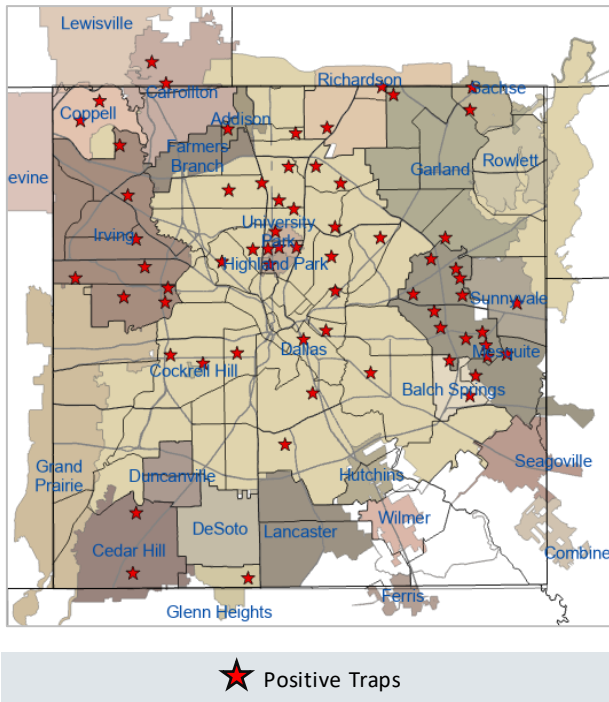 Lewisville
Richardson
Sachse
Carrollton
Coppell
Addison
Farmers
Branch
Garland
Rowlett
evine
University
Park
Irving
Highland Park
Sunnyvale
Dallas
Mesquite
Cockrell Hill
Balch Springs
Grand
Prairie
Duncanville
Hutchins
Seagoville
DeSoto
Lancaster
Wilmer
Cedar Hill
Combine
Ferris
Glenn Heights
Positive Traps